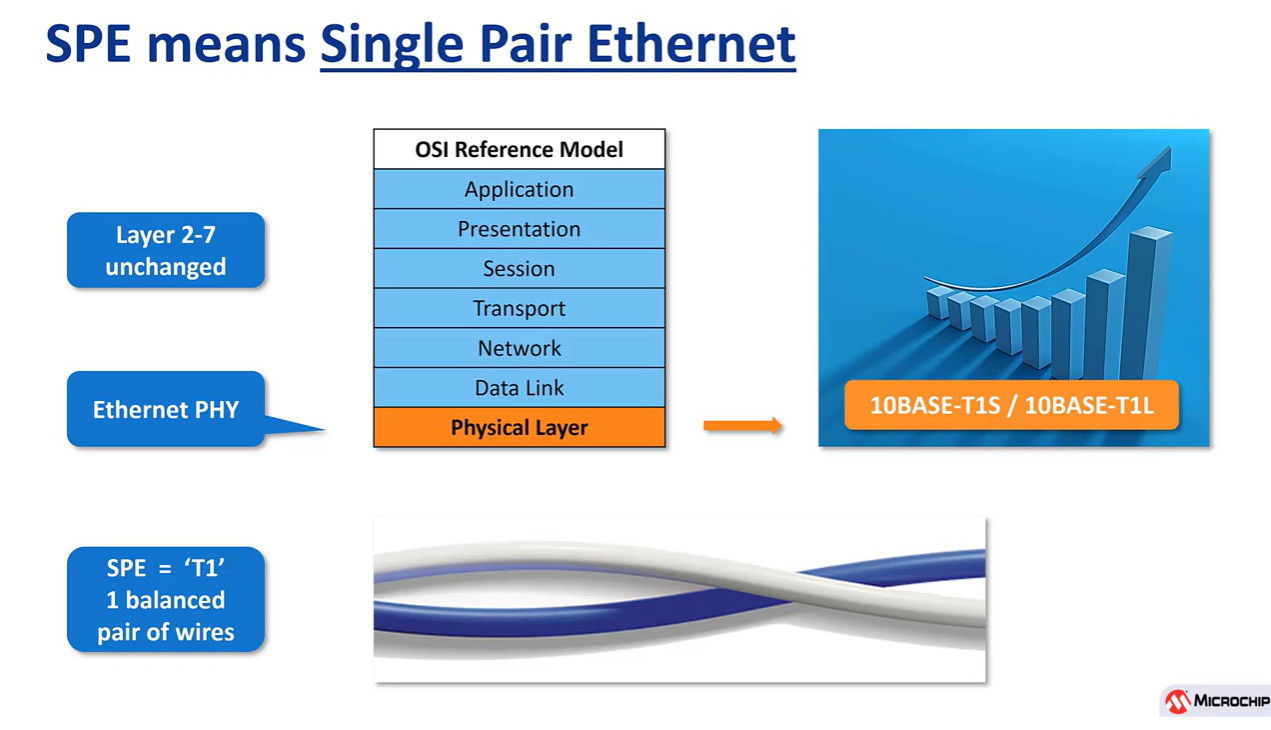 SPE means Single Pair Ethernet
OSI Reference Model
Application
Presentation
Session
Transport
Network
Data Link
Physical Layer
Layer 2-7
unchanged
Ethernet PHY
10BASE-T1S / 10BASE-T1L
SPE = ‘T1’
1 balanced
pair of wires
MICROCHIP